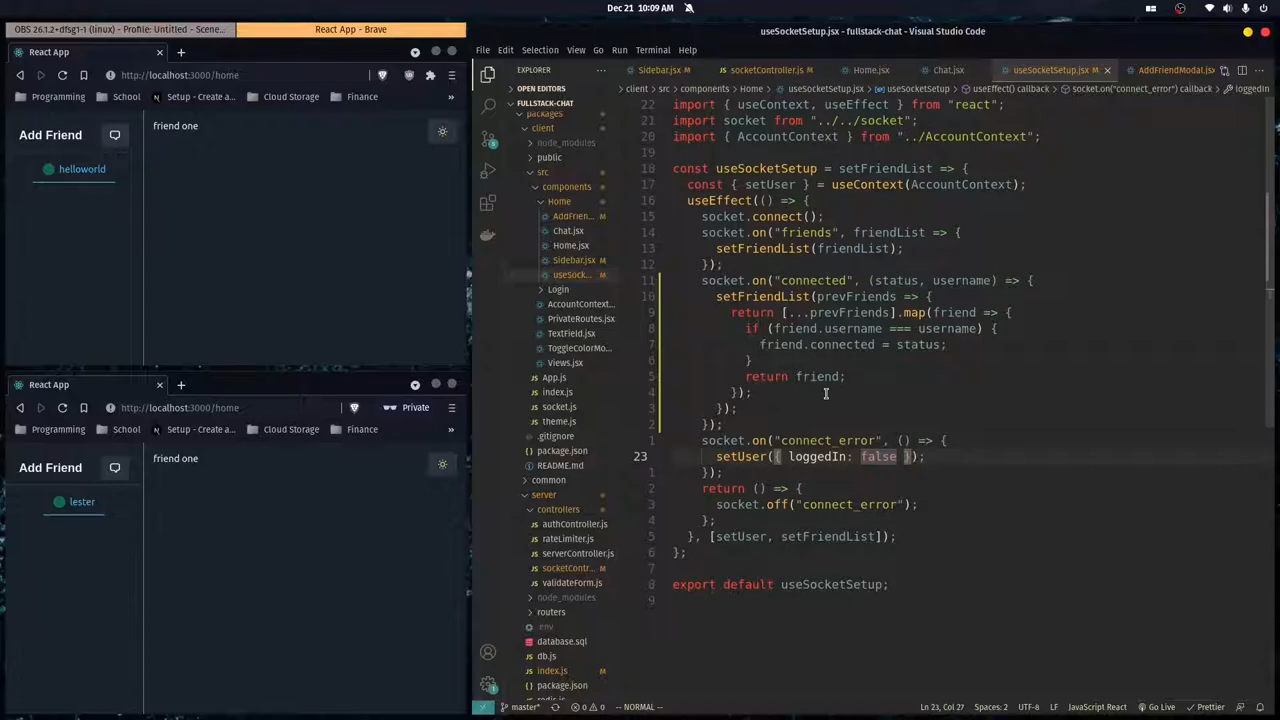 Dec 21 10:09 AM
OBS 26.1.2+dfsg1-1 (linux) - Profile: Untitled - Scene...
React App - Brave
React App
http://localhost:3000/home
Programming
School
Setup - Create a...
Cloud Storage
Finance
»
Add Friend
helloworld
friend one
React App
http://localhost:3000/home
Private
Programming
School
Setup - Create a...
Cloud Storage
Finance
»
Add Friend
lester
friend one
useSocketSetup.jsx - fullstack-chat - Visual Studio Code
File Edit Selection View Go Run Terminal Help
EXPLORER
OPEN EDITORS
FULLSTACK-CHAT
packages
client
node_modules
public
src
components
Home
AddFrien... M
Chat.jsx
Home.jsx
Sidebar.jsx M
useSock... M
Login
AccountContext...
PrivateRoutes.jsx
TextField.jsx
ToggleColorMo...
Views.jsx
App.js
index.js
socket.js
theme.js
.gitignore
package.json
README.md
common
server
controllers
authController.js
rateLimiter.js
serverController.js
socketContr... M
validateForm.js
node_modules
routers
.env
database.sql
db.js
index.js M
package.json
redis.js
Sidebar.jsx M
socketController.js M
Home.jsx
Chat.jsx
useSocketSetup.jsx M
AddFriendModal.jsx
client > src > components > Home > useSocketSetup.jsx > useSocketSetup > useEffect() callback > socket.on("connect_error") callback > loggedIn
22 import { useContext, useEffect } from "react";
21 import socket from "../../socket";
20 import { AccountContext } from "../AccountContext";
19
18 const useSocketSetup = setFriendList => {
17 const { setUser } = useContext(AccountContext);
16 useEffect(() => {
15 socket.connect();
14 socket.on("friends", friendList => {
13 setFriendList(friendList);
12 });
11 socket.on("connected", (status, username) => {
10 setFriendList(prevFriends => {
9 return [...prevFriends].map(friend => {
8 if (friend.username === username) {
7 friend.connected = status;
6 }
5 return friend;
4 });
3 });
2 });
1 socket.on("connect_error", () => {
23 setUser({ loggedIn: false });
1 });
2 return () => {
3 socket.off("connect_error");
4 };
5 }, [setUser, setFriendList]);
6 };
7
8 export default useSocketSetup;
9
master* 0 0 -- NORMAL -- Ln 23, Col 27 Spaces: 2 UTF-8 LF JavaScript React Go Live Prettier